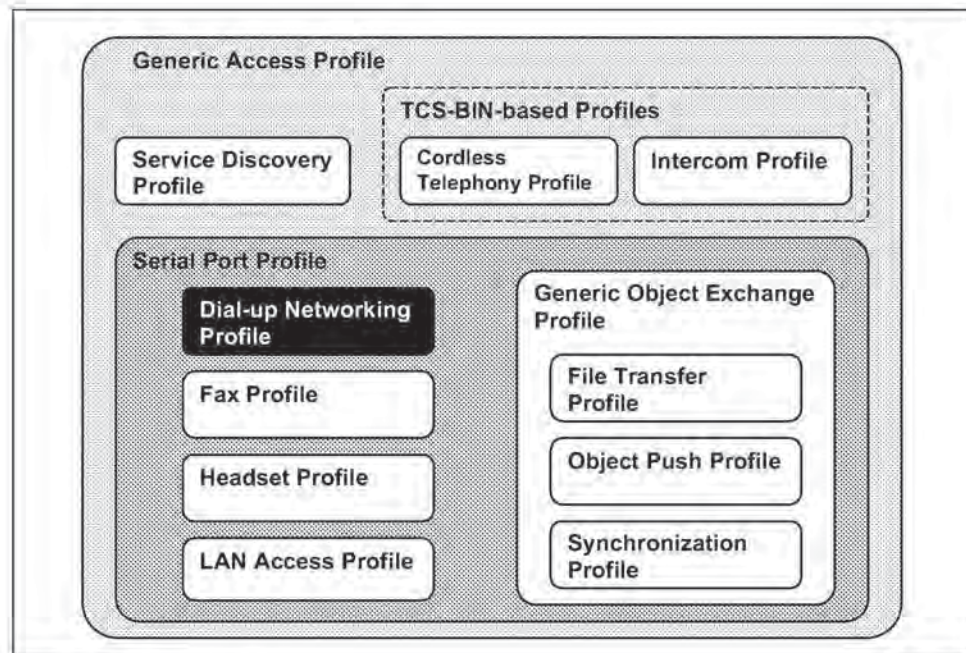 Generic Access Profile
TCS-BIN-based Profiles
Service Discovery
Profile
Cordless
Telephony Profile
Intercom Profile
Serial Port Profile
Dial-up Networking
Profile
Fax Profile
Headset Profile
LAN Access Profile
Generic Object Exchange
Profile
File Transfer
Profile
Object Push Profile
Synchronization
Profile